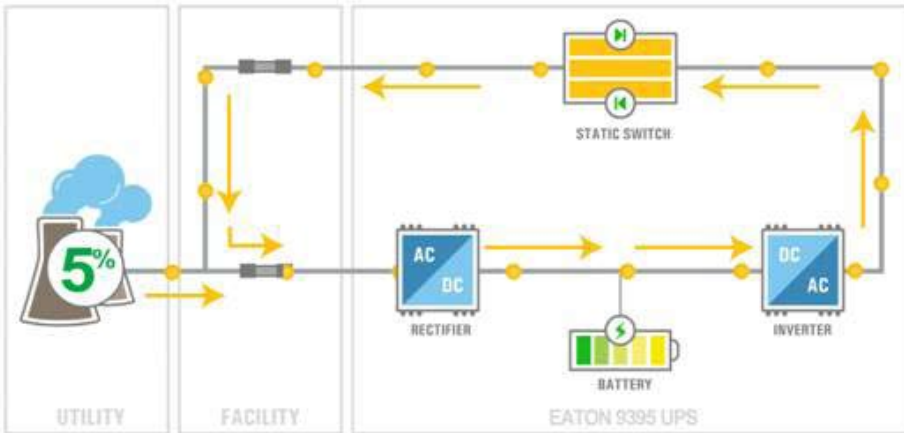 STATIC SWITCH
5%
AC
DC
RECTIFIER
DC
AC
INVERTER
BATTERY
UTILITY
FACILITY
EATON 9395 UPS